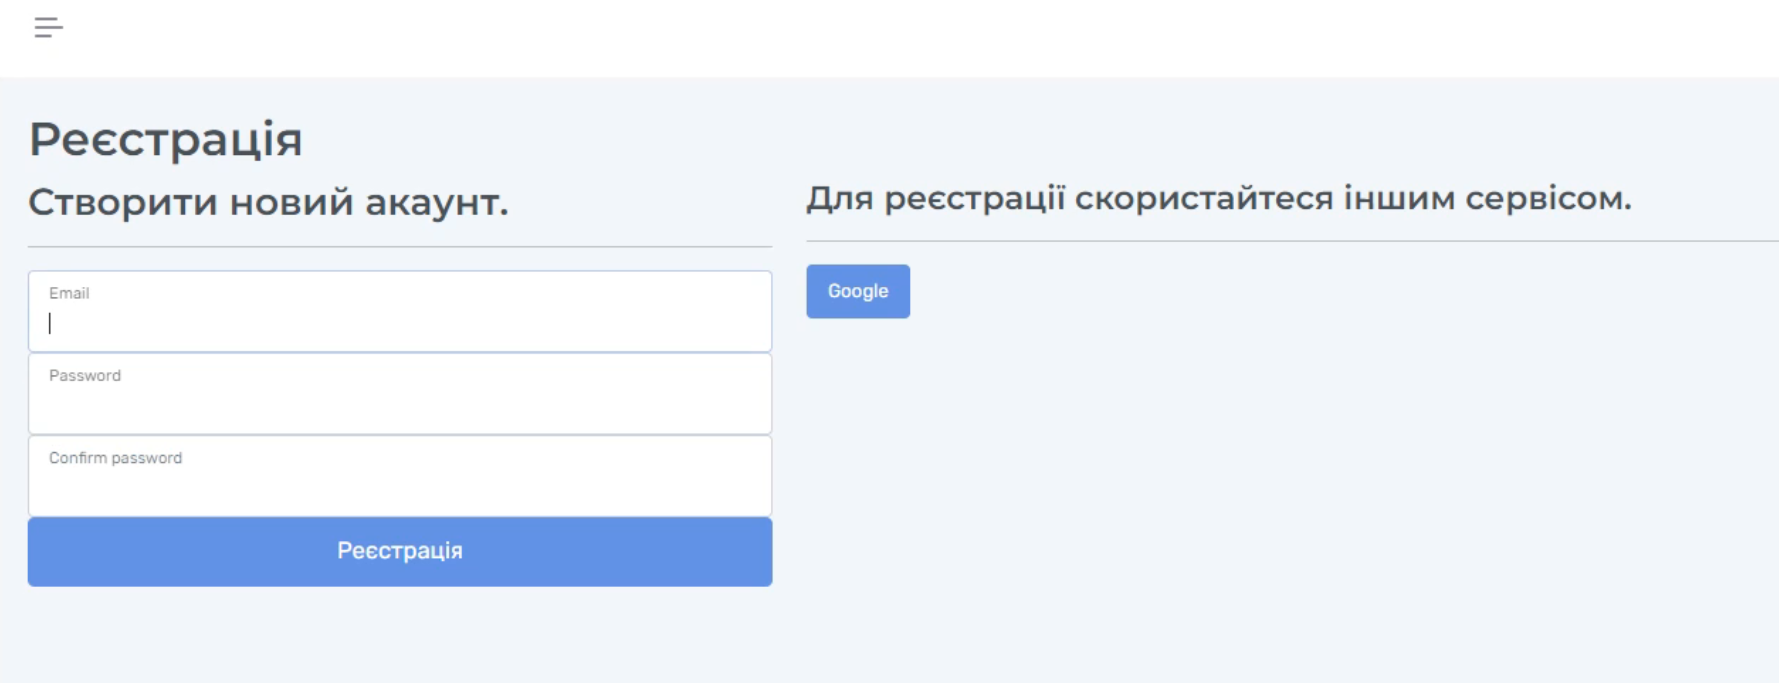 Реєстрація
Створити новий акаунт.
Email
Password
Confirm password
Реєстрація
Для реєстрації скористайтеся іншим сервісом.
Google